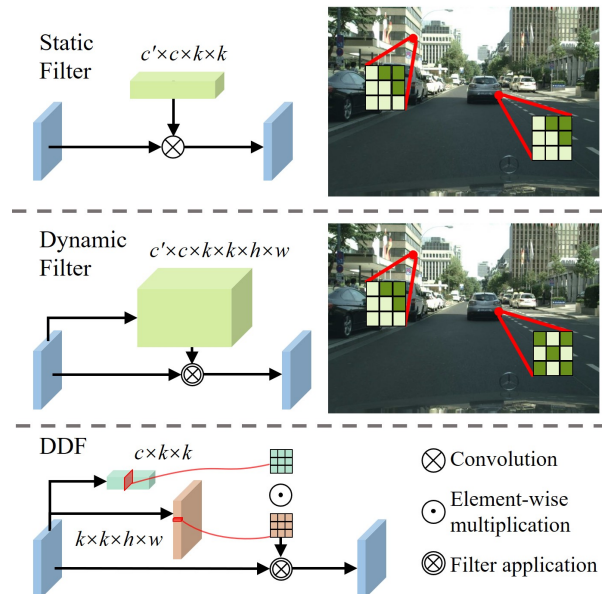 Static
Filter
c'×c×k×k
Dynamic
Filter
c'×c×k×k×h×w
DDF
c×k×k
k×k×h×w
Convolution
Element-wise
multiplication
Filter application